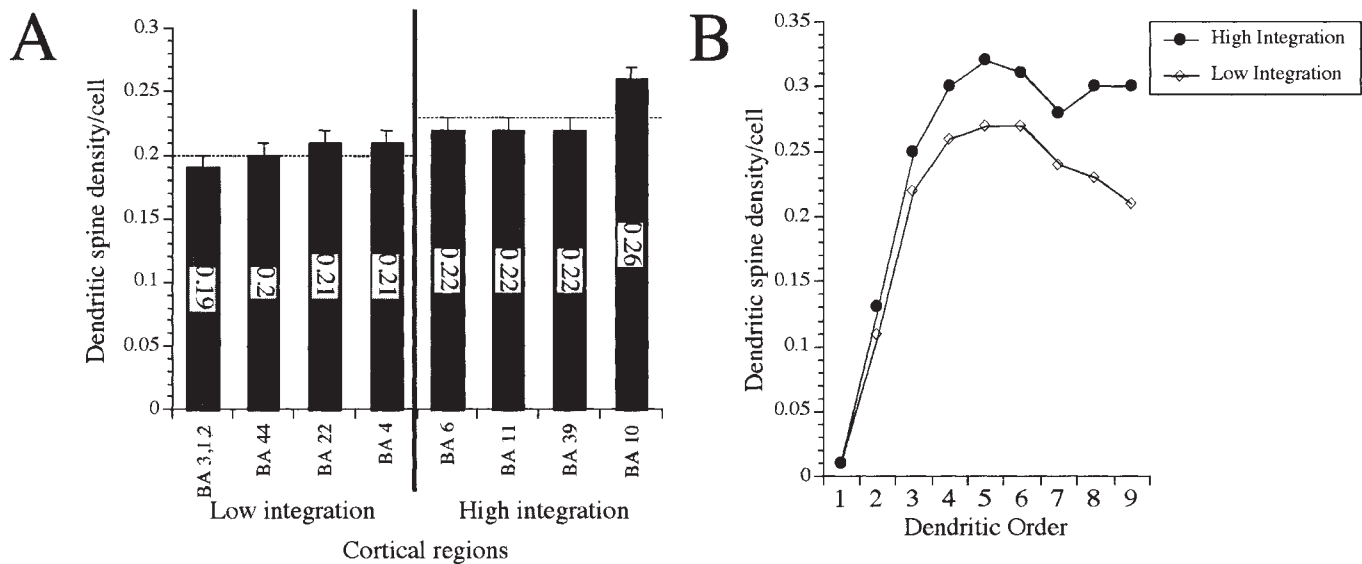 A
Dendritic spine density/cell
0.3
0.25
0.2
0.15
0.1
0.05
0
0.19
0.2
0.21
0.21
0.22
0.22
0.22
0.26
BA 3,1,2
BA 44
BA 22
BA 4
BA 6
BA 11
BA 39
BA 10
Low integration
High integration
Cortical regions
B
Dendritic spine density/cell
0.35
0.3
0.25
0.2
0.15
0.1
0.05
0
1 2 3 4 5 6 7 8 9
Dendritic Order
High Integration
Low Integration